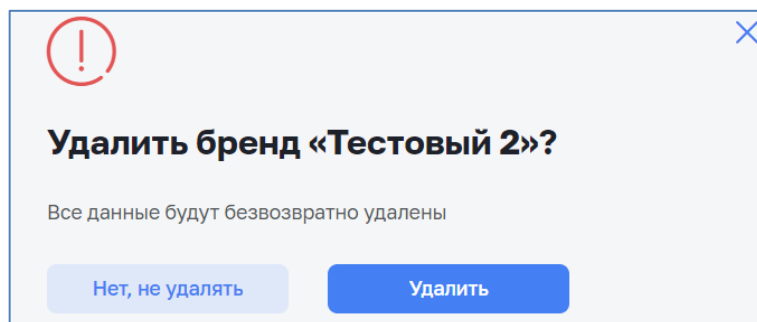 Удалить бренд «Тестовый 2»?
Все данные будут безвозвратно удалены
Нет, не удалять Удалить